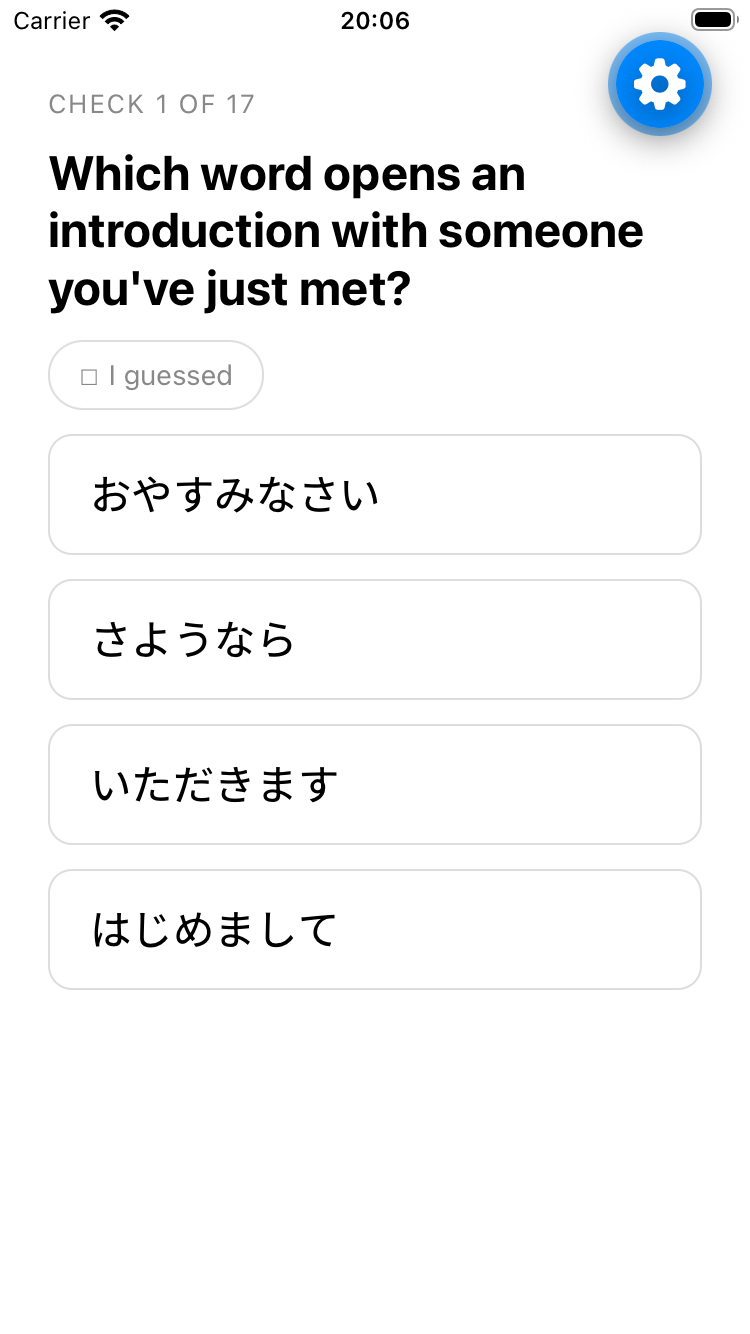 Carrier 20:06
CHECK 1 OF 17
Which word opens an
introduction with someone
you've just met?
□ I guessed
おやすみなさい
さようなら
いただきます
はじめまして